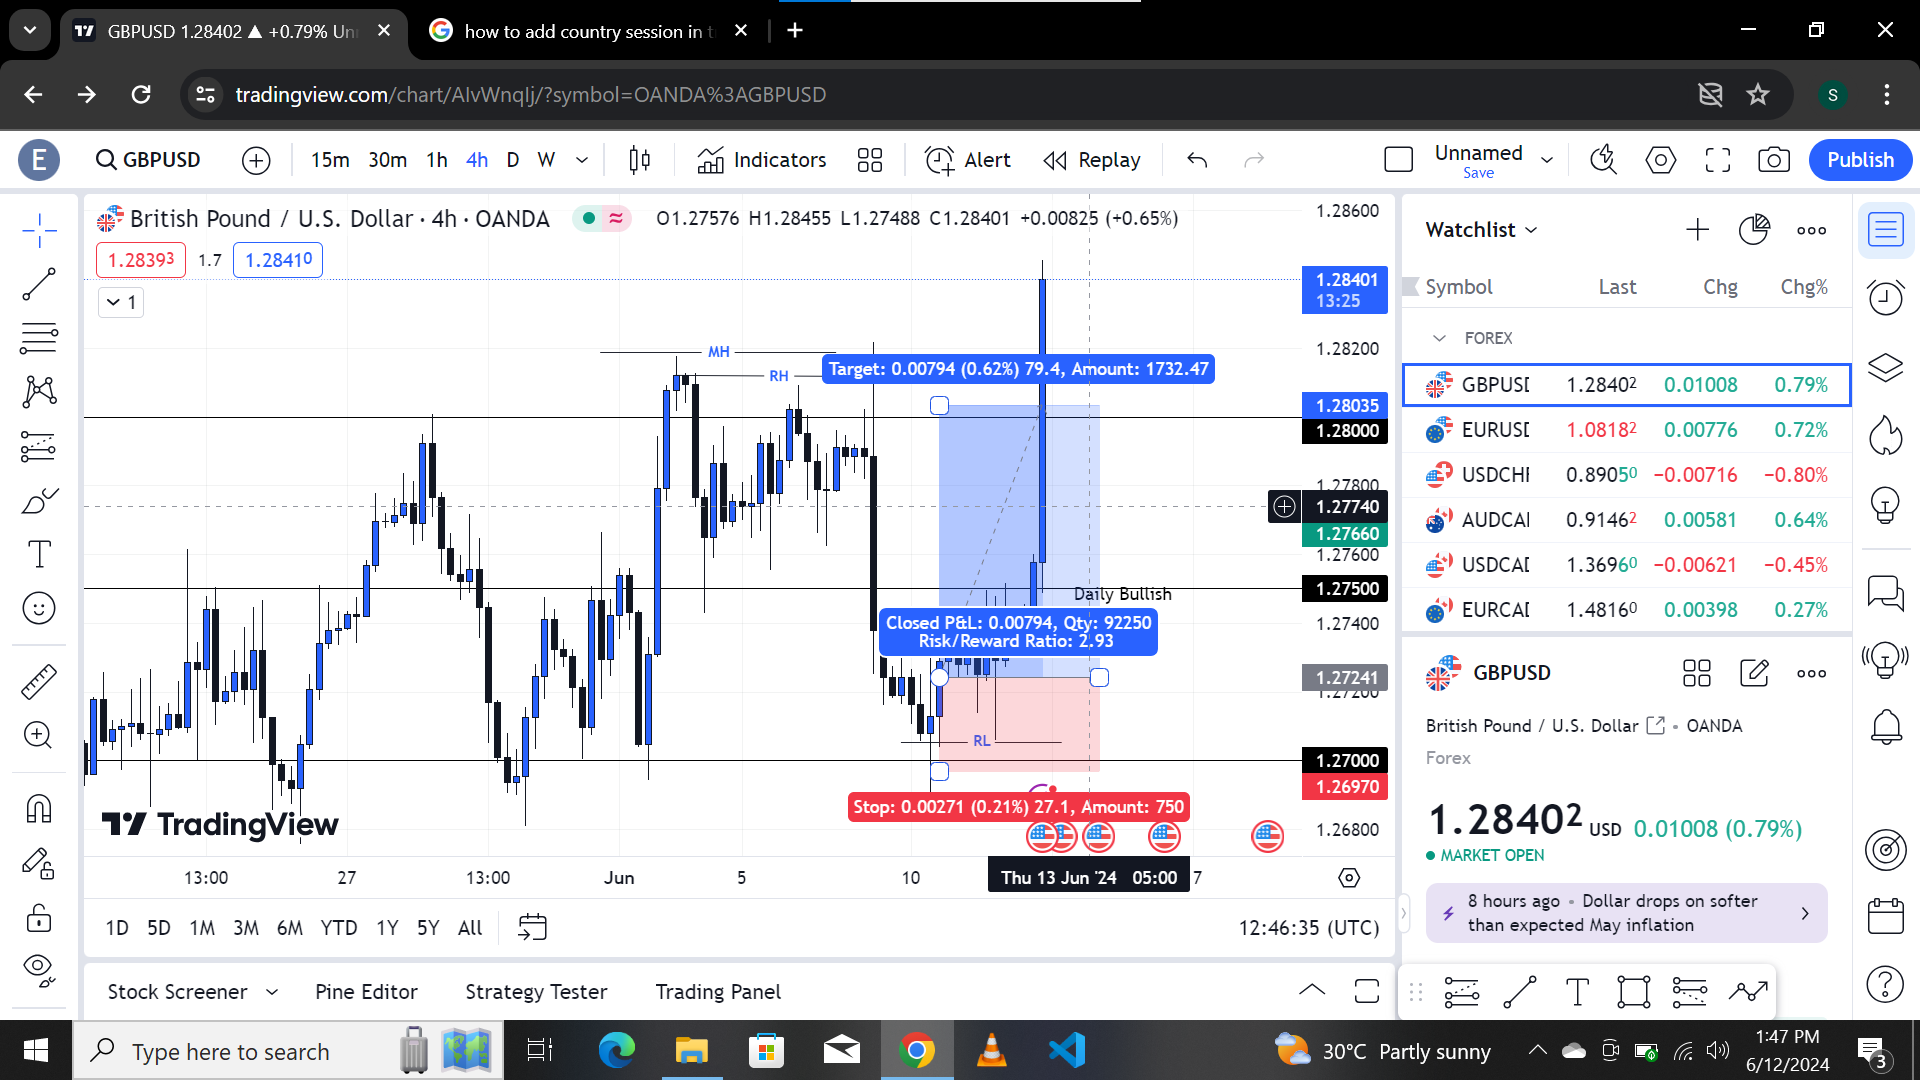 GBPUSD 1.28402 ▲ +0.79% Un
how to add country session in t
tradingview.com/chart/AIvWnqIj/?symbol=OANDA%3AGBPUSD
S
E
GBPUSD
15m 30m 1h 4h D W
Indicators
Alert
Replay
Unnamed
Save
Publish
British Pound / U.S. Dollar · 4h · OANDA
O1.27576 H1.28455 L1.27488 C1.28401 +0.00825 (+0.65%)
1.28393 1.7 1.28410
1
MH
RH
Target: 0.00794 (0.62%) 79.4, Amount: 1732.47
Daily Bullish
Closed P&L: 0.00794, Qty: 92250
Risk/Reward Ratio: 2.93
RL
Stop: 0.00271 (0.21%) 27.1, Amount: 750
TradingView
1.28600
1.28401
13:25
1.28200
1.28035
1.28000
1.27800
1.27740
1.27660
1.27600
1.27500
1.27400
1.27241
1.27200
1.27000
1.26970
1.26800
13:00 27 13:00 Jun 5 10 Thu 13 Jun '24 05:00 7
1D 5D 1M 3M 6M YTD 1Y 5Y All
12:46:35 (UTC)
Stock Screener Pine Editor Strategy Tester Trading Panel
Watchlist
Symbol Last Chg Chg%
FOREX
GBPUSD 1.28402 0.01008 0.79%
EURUSD 1.08182 0.00776 0.72%
USDCHF 0.89050 −0.00716 −0.80%
AUDCAD 0.91462 0.00581 0.64%
USDCAD 1.36960 −0.00621 −0.45%
EURCAD 1.48160 0.00398 0.27%
GBPUSD
British Pound / U.S. Dollar • OANDA
Forex
1.28402 USD 0.01008 (0.79%)
MARKET OPEN
8 hours ago • Dollar drops on softer
than expected May inflation
Type here to search
30°C Partly sunny
1:47 PM
6/12/2024
3